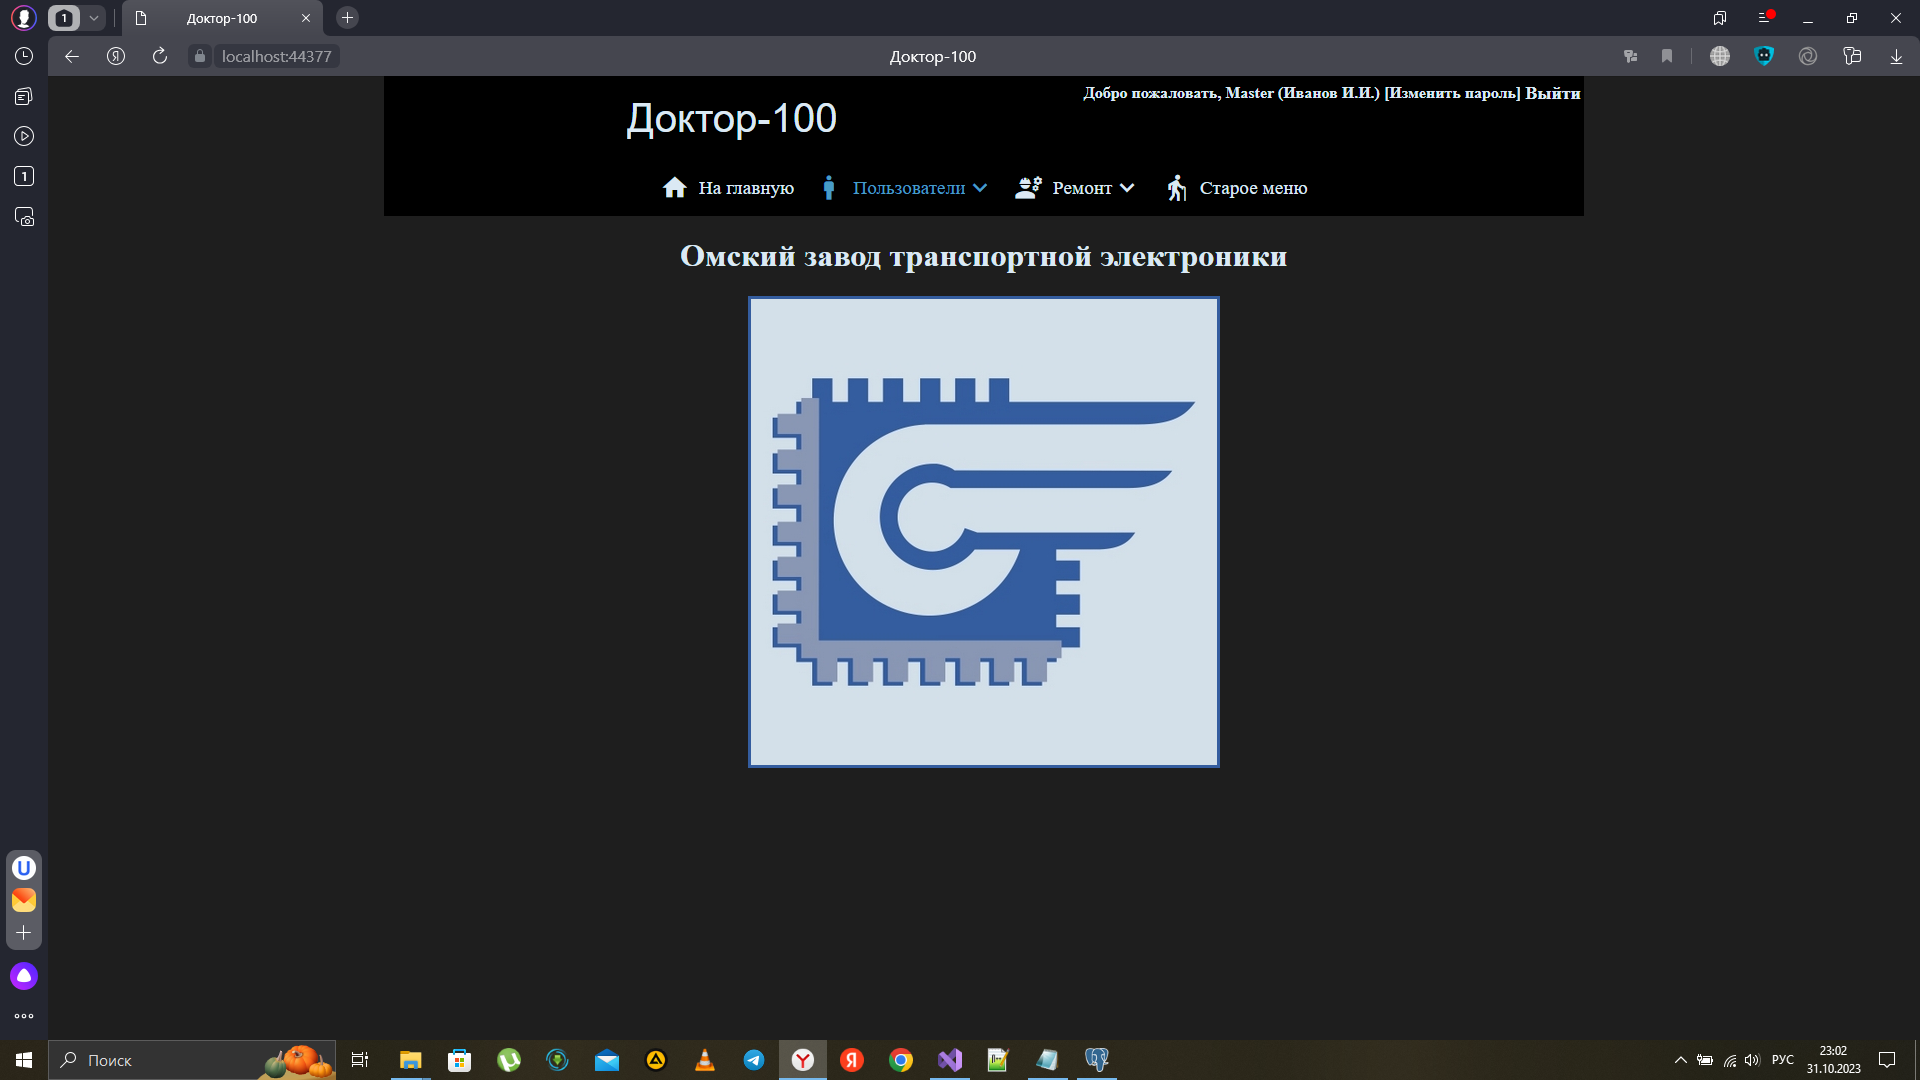 1
Доктор-100
localhost:44377
Доктор-100
1
Добро пожаловать, Master (Иванов И.И.) [Изменить пароль] Выйти
Доктор-100
На главную
Пользователи
Ремонт
Старое меню
Омский завод транспортной электроники
U
Поиск
РУС
23:02
31.10.2023